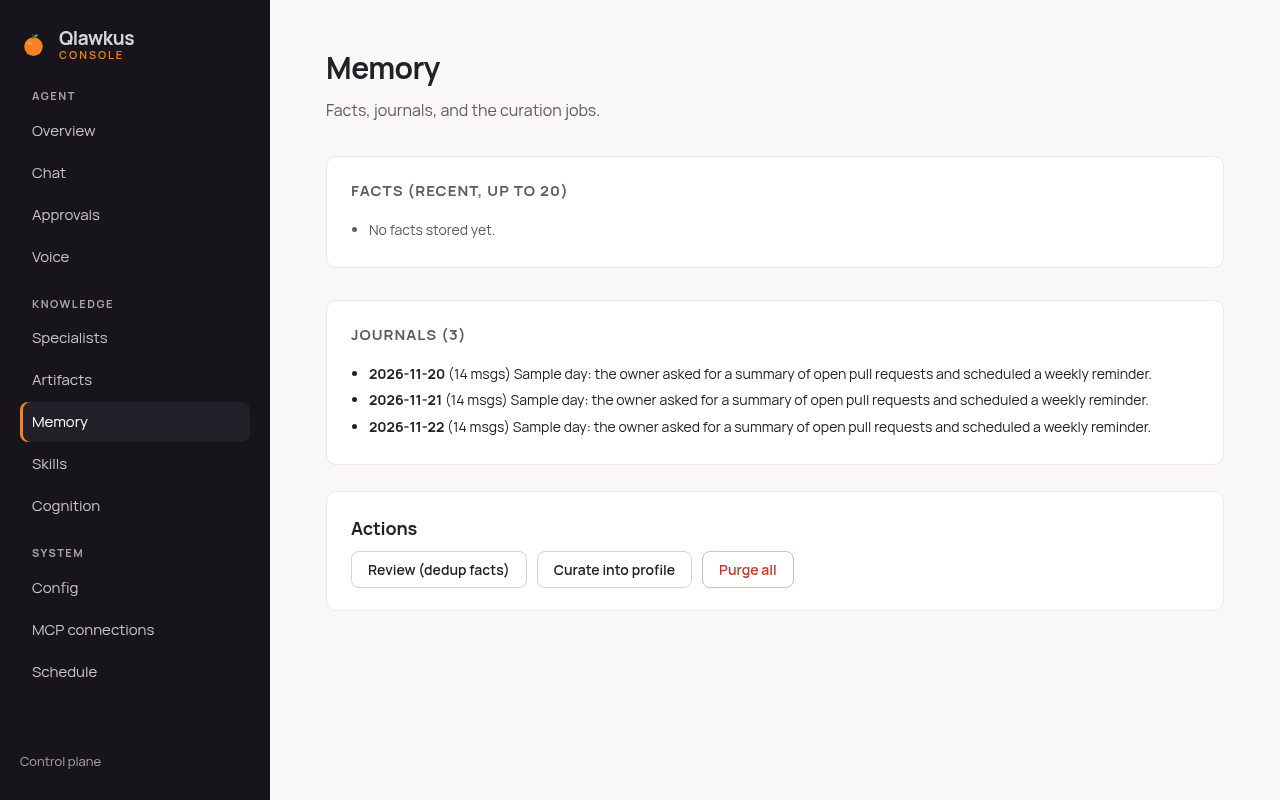 Qlawkus
CONSOLE
AGENT
Overview
Chat
Approvals
Voice
KNOWLEDGE
Specialists
Artifacts
Memory
Skills
Cognition
SYSTEM
Config
MCP connections
Schedule
Control plane
Memory
Facts, journals, and the curation jobs.
FACTS (RECENT, UP TO 20)
No facts stored yet.
JOURNALS (3)
2026-11-20 (14 msgs) Sample day: the owner asked for a summary of open pull requests and scheduled a weekly reminder.
2026-11-21 (14 msgs) Sample day: the owner asked for a summary of open pull requests and scheduled a weekly reminder.
2026-11-22 (14 msgs) Sample day: the owner asked for a summary of open pull requests and scheduled a weekly reminder.
Actions
Review (dedup facts)
Curate into profile
Purge all